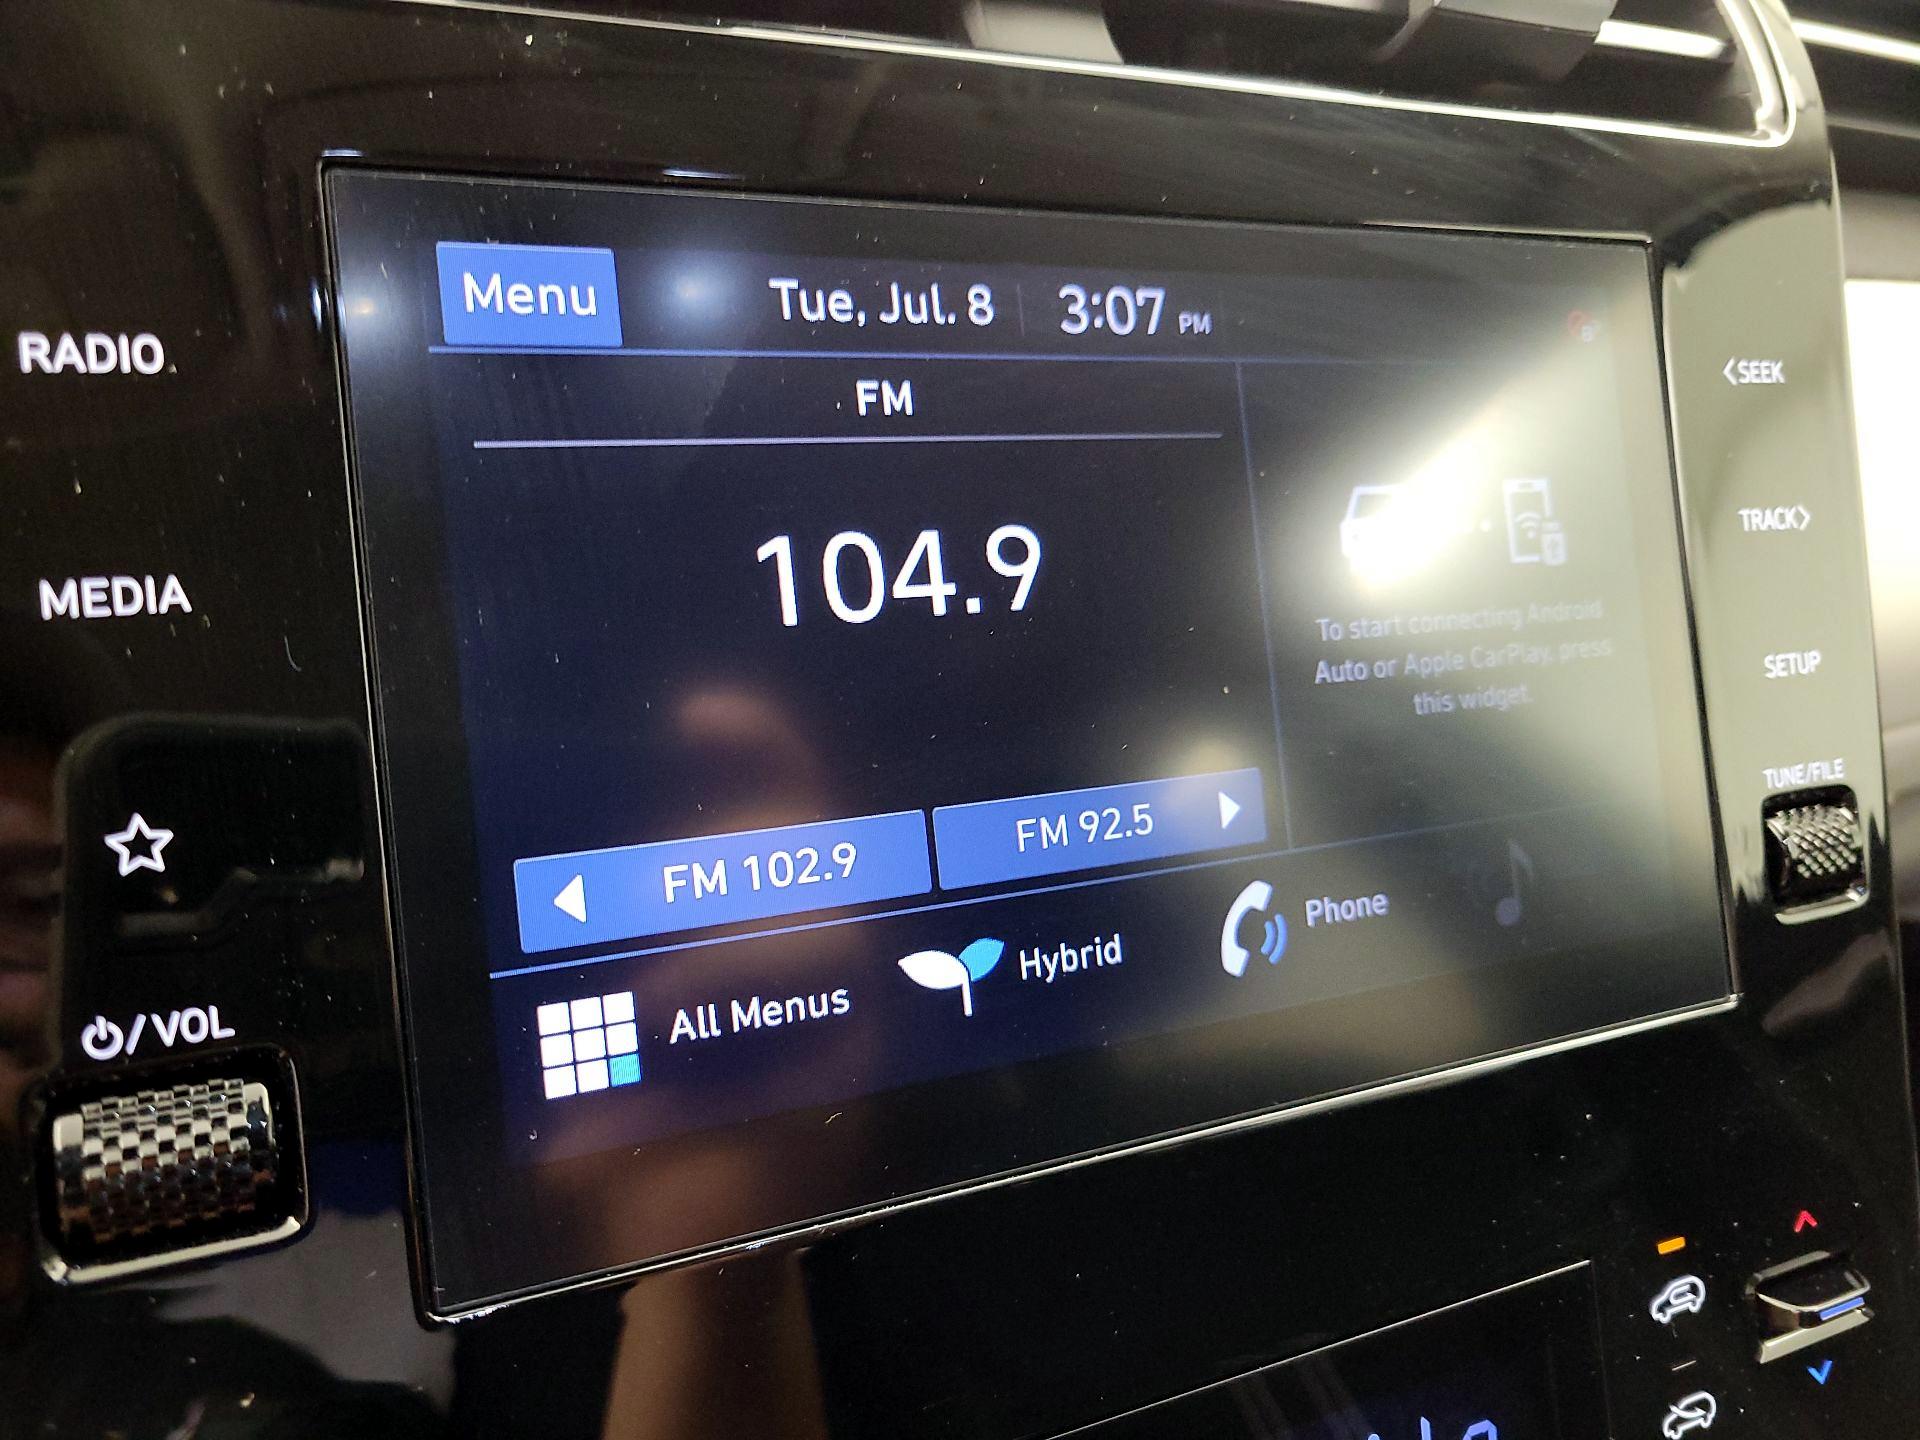 Menu
Tue, Jul. 8
3:07 PM
RADIO
<SEEK
FM
104.9
TRACK>
MEDIA
To start connecting Android
Auto or Apple CarPlay, press
this widget.
SETUP
TUNE/FILE
FM 102.9
FM 92.5
All Menus
Hybrid
Phone
/VOL